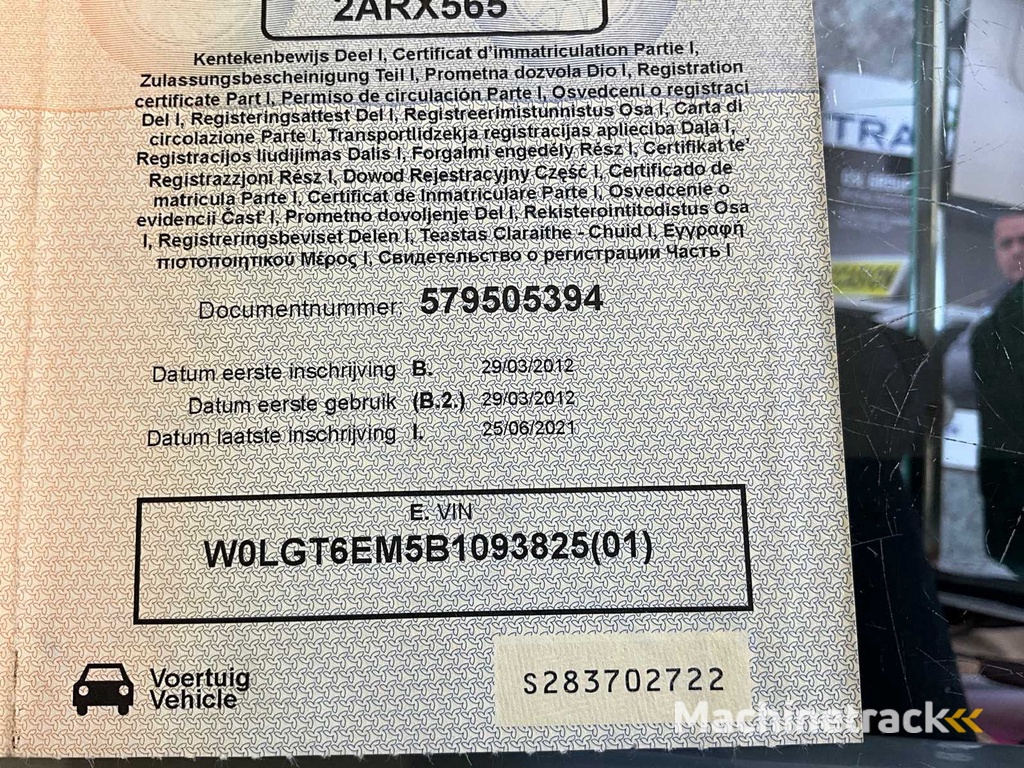 2ARX565
Kentekenbewijs Deel I, Certificat d'immatriculation Partie I,
Zulassungsbescheinigung Teil I, Prometna dozvola Dio I, Registration
certificate Part I, Permiso de circulación Parte I, Osvedceni o registraci
Del I, Registeringsattest Del I, Registreerimistunnistus Osa I, Carta di
circolazione Parte I, Transportlidzekja registracijas aplieciba Daļa I,
Registracijos liudijimas Dalis I, Forgalmi engedély Rész I, Certifikat te'
Registrazzjoni Rész I, Dowod Rejestracyjny Część I, Certificado de
matricula Parte I, Certificat de Inmatriculare Parte I, Osvedcenie o
evidencii Časť I, Prometno dovoljenje Del I, Rekisterointitodistus Osa
I, Registreringsbeviset Delen I, Teastas Claraithe - Chuid I, Εγγραφή
πιστοποιητικού Μέρος I, Свидетельство о регистрации Часть I
Documentnummer: 579505394
Datum eerste inschrijving B. 29/03/2012
Datum eerste gebruik (B.2.) 29/03/2012
Datum laatste inschrijving I. 25/06/2021
E. VIN
W0LGT6EM5B1093825(01)
Voertuig
Vehicle
S283702722
Machinetrack
TRA